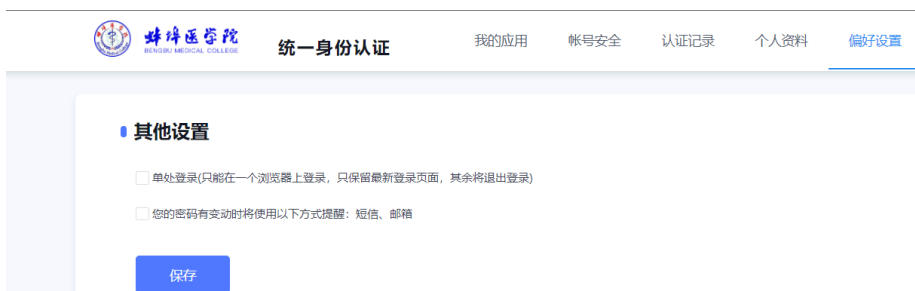 蚌埠医学院
BENGBU MEDICAL COLLEGE
统一身份认证
我的应用
帐号安全
认证记录
个人资料
偏好设置
其他设置
单处登录(只能在一个浏览器上登录，只保留最新登录页面，其余将退出登录)
您的密码有变动时将使用以下方式提醒：短信、邮箱
保存